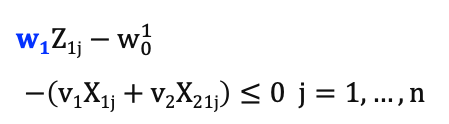 w₁Z₁ⱼ − w₀¹
−(v₁X₁ⱼ + v₂X₂₁ⱼ) ≤ 0 j = 1, ..., n